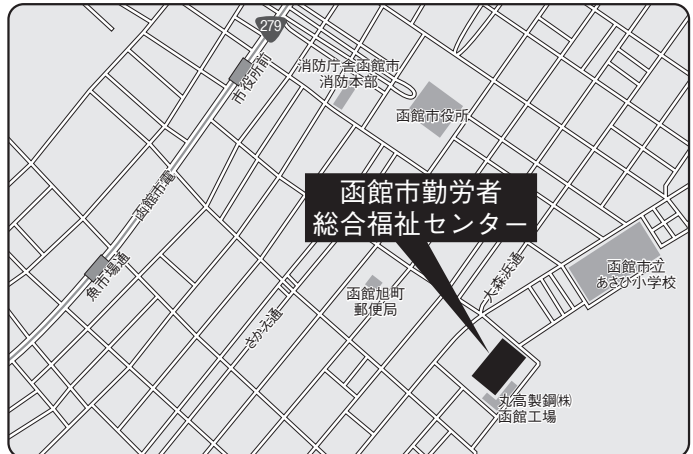 279
消防庁舎函館市
消防本部
市役所前
函館市役所
函館市電
函館市勤労者
総合福祉センター
魚市場通
大森浜通
函館市立
あさひ小学校
函館旭町
郵便局
さかえ通
丸高製鋼㈱
函館工場